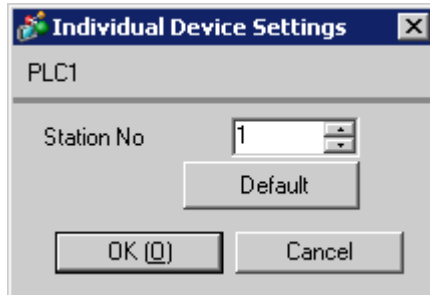 Individual Device Settings
PLC1
Station No 1
Default
OK (O) Cancel